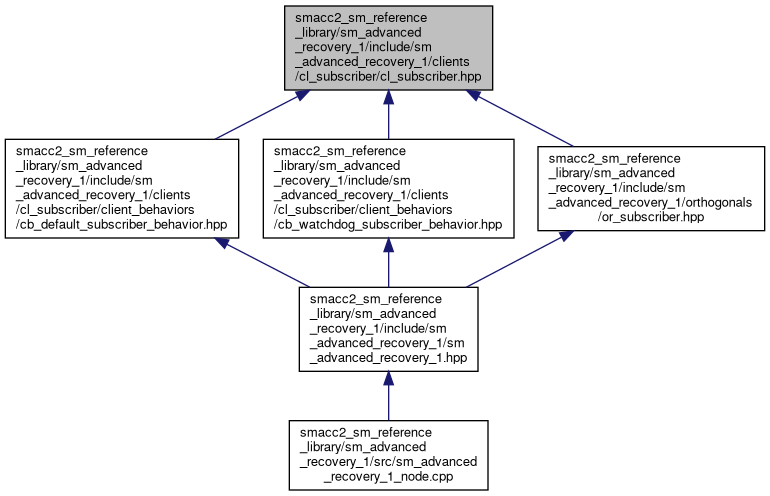 smacc2_sm_reference
_library/sm_advanced
_recovery_1/include/sm
_advanced_recovery_1/clients
/cl_subscriber/cl_subscriber.hpp
smacc2_sm_reference
_library/sm_advanced
_recovery_1/include/sm
_advanced_recovery_1/clients
/cl_subscriber/client_behaviors
/cb_default_subscriber_behavior.hpp
smacc2_sm_reference
_library/sm_advanced
_recovery_1/include/sm
_advanced_recovery_1/clients
/cl_subscriber/client_behaviors
/cb_watchdog_subscriber_behavior.hpp
smacc2_sm_reference
_library/sm_advanced
_recovery_1/include/sm
_advanced_recovery_1/orthogonals
/or_subscriber.hpp
smacc2_sm_reference
_library/sm_advanced
_recovery_1/include/sm
_advanced_recovery_1/sm
_advanced_recovery_1.hpp
smacc2_sm_reference
_library/sm_advanced
_recovery_1/src/sm_advanced
_recovery_1_node.cpp